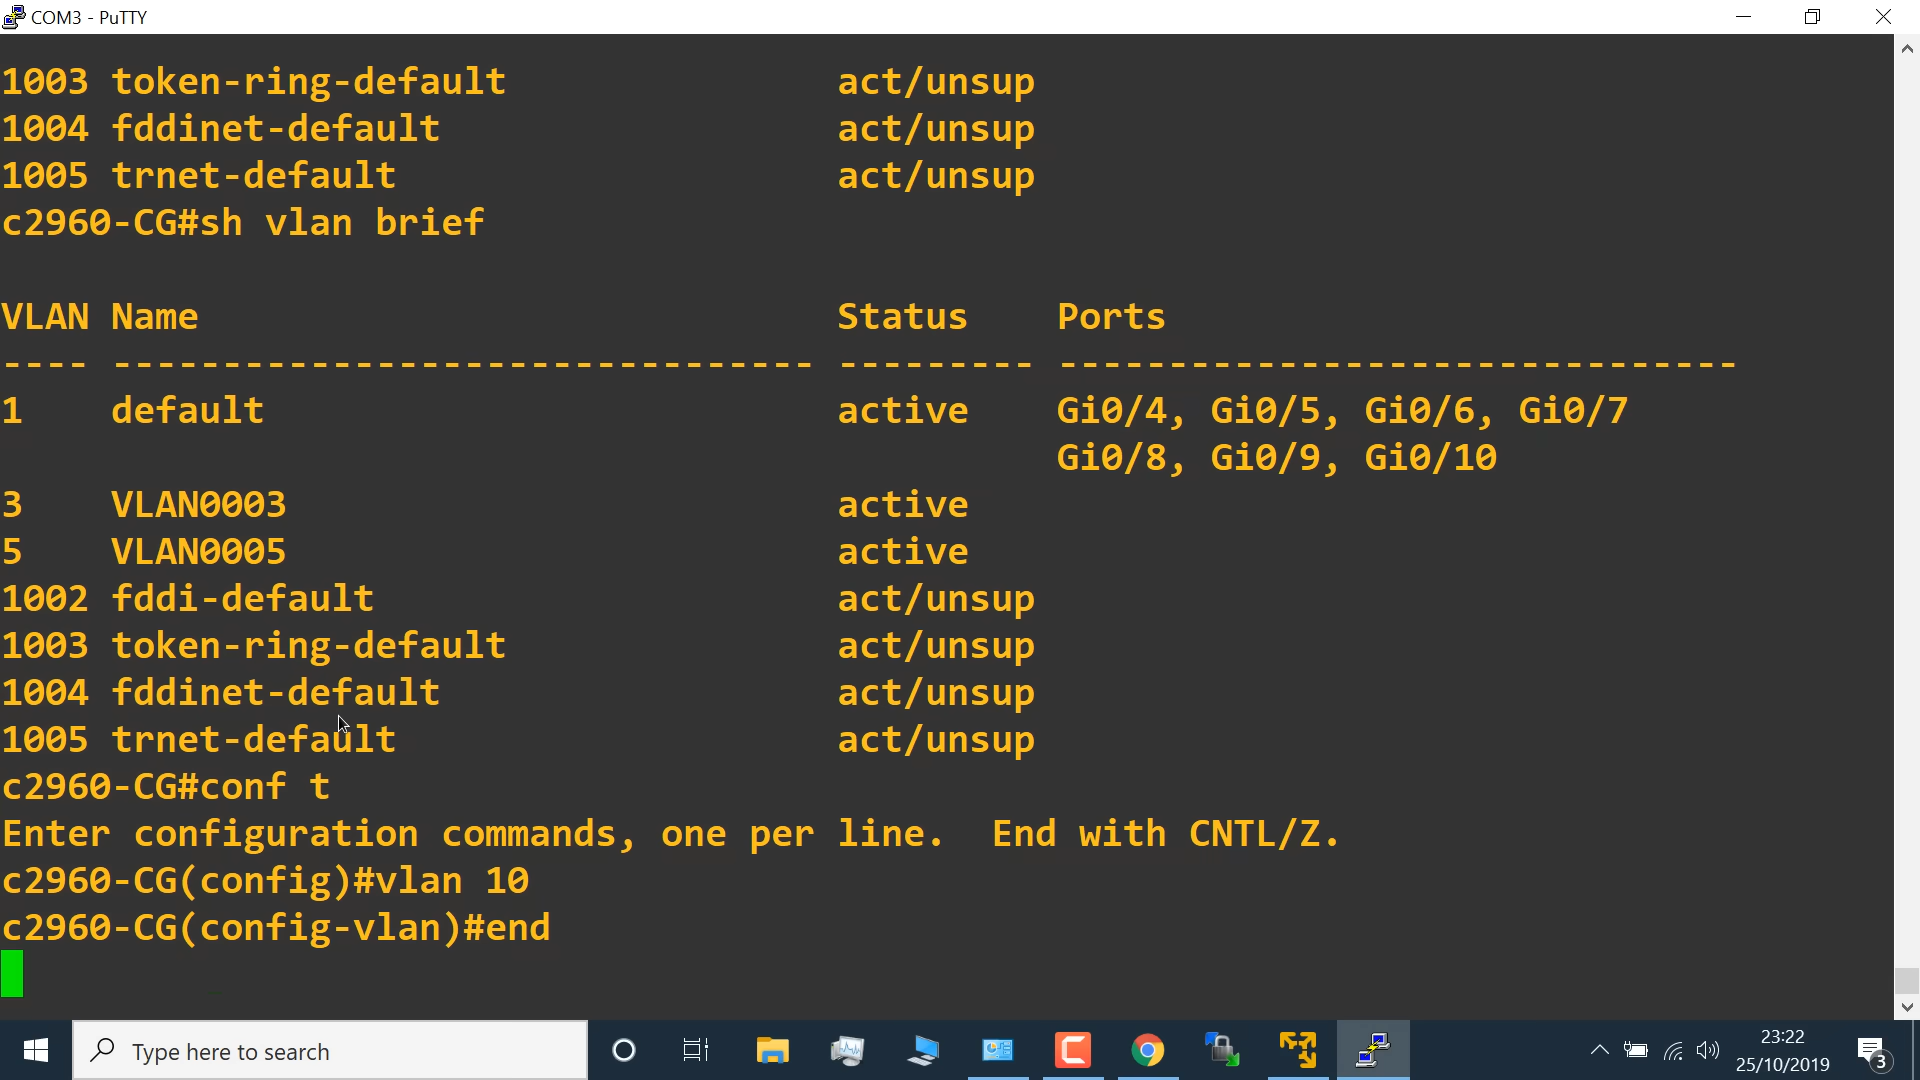 COM3 - PuTTY
1003 token-ring-default               act/unsup
1004 fddinet-default                  act/unsup
1005 trnet-default                    act/unsup
c2960-CG#sh vlan brief
VLAN Name                             Status    Ports
---- -------------------------------- --------- -------------------------------
1    default                          active    Gi0/4, Gi0/5, Gi0/6, Gi0/7
                                                Gi0/8, Gi0/9, Gi0/10
3    VLAN0003                         active
5    VLAN0005                         active
1002 fddi-default                     act/unsup
1003 token-ring-default               act/unsup
1004 fddinet-default                  act/unsup
1005 trnet-default                    act/unsup
c2960-CG#conf t
Enter configuration commands, one per line.  End with CNTL/Z.
c2960-CG(config)#vlan 10
c2960-CG(config-vlan)#end
Type here to search
23:22
25/10/2019
3